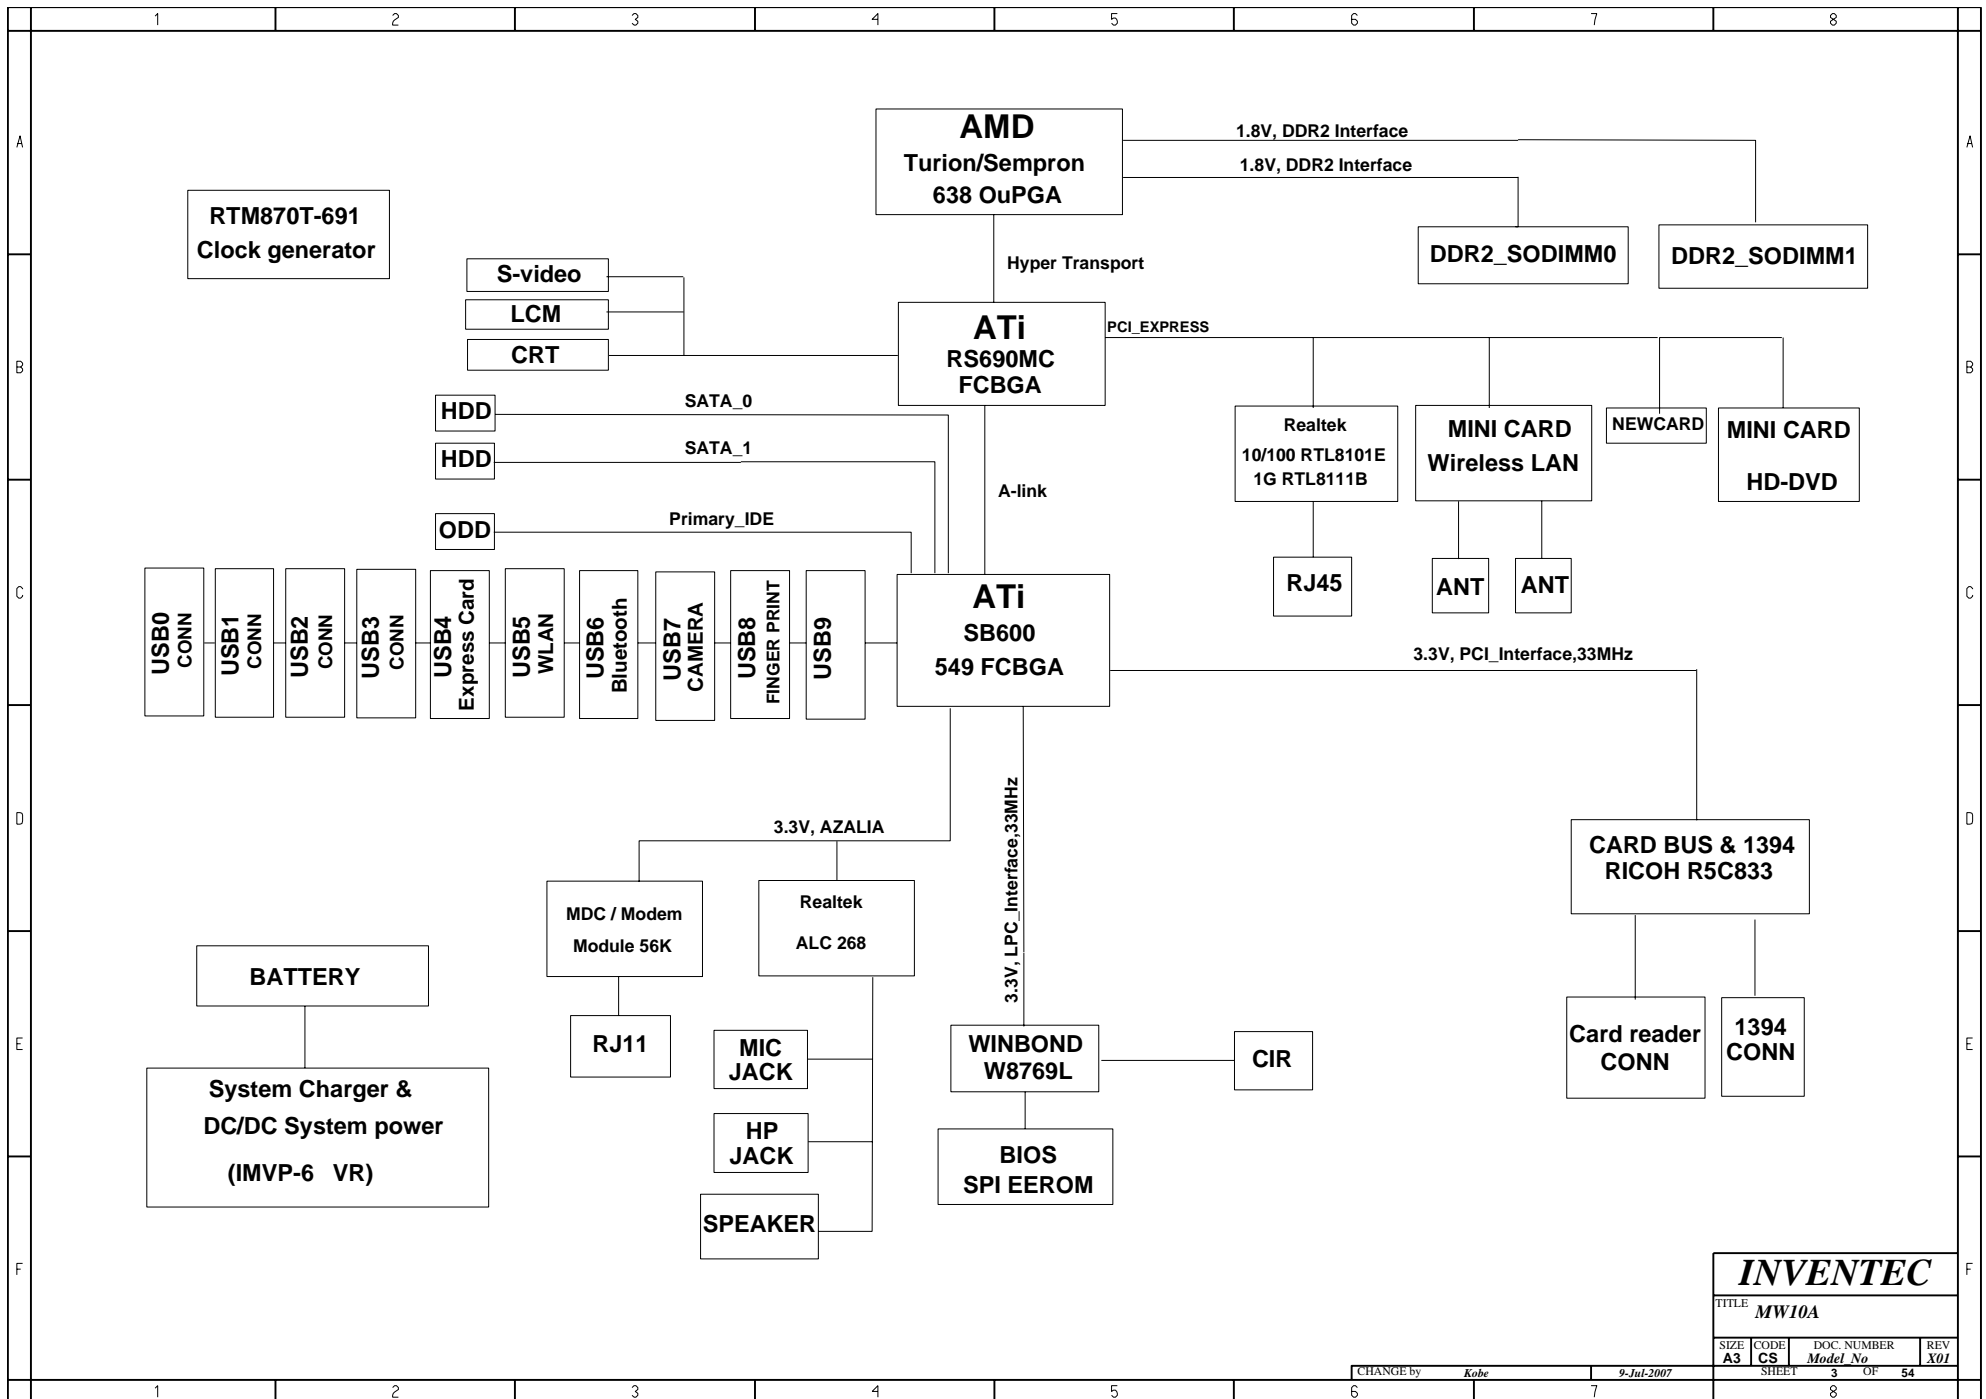 1 2 3 4 5 6 7 8
A A
B B
C C
D D
E E
F F
AMD
Turion/Sempron
638 OuPGA
1.8V, DDR2 Interface
1.8V, DDR2 Interface
RTM870T-691
Clock generator
DDR2_SODIMM0
DDR2_SODIMM1
Hyper Transport
S-video
LCM
CRT
ATi
RS690MC
FCBGA
PCI_EXPRESS
HDD
SATA_0
HDD
SATA_1
ODD
Primary_IDE
A-link
Realtek
10/100 RTL8101E
1G RTL8111B
MINI CARD
Wireless LAN
NEWCARD
MINI CARD
HD-DVD
RJ45
ANT
ANT
USB0
CONN
USB1
CONN
USB2
CONN
USB3
CONN
USB4
Express Card
USB5
WLAN
USB6
Bluetooth
USB7
CAMERA
USB8
FINGER PRINT
USB9
ATi
SB600
549 FCBGA
3.3V, PCI_Interface,33MHz
3.3V, AZALIA
3.3V, LPC_Interface,33MHz
CARD BUS & 1394
RICOH R5C833
MDC / Modem
Module 56K
Realtek
ALC 268
BATTERY
System Charger &
DC/DC System power
(IMVP-6 VR)
RJ11
MIC
JACK
HP
JACK
SPEAKER
WINBOND
W8769L
CIR
BIOS
SPI EEROM
Card reader
CONN
1394
CONN
INVENTEC
TITLE
MW10A
SIZE CODE DOC. NUMBER REV
A3 CS Model_No X01
CHANGE by Kobe 9-Jul-2007 SHEET 3 OF 54
1 2 3 4 5 6 7 8